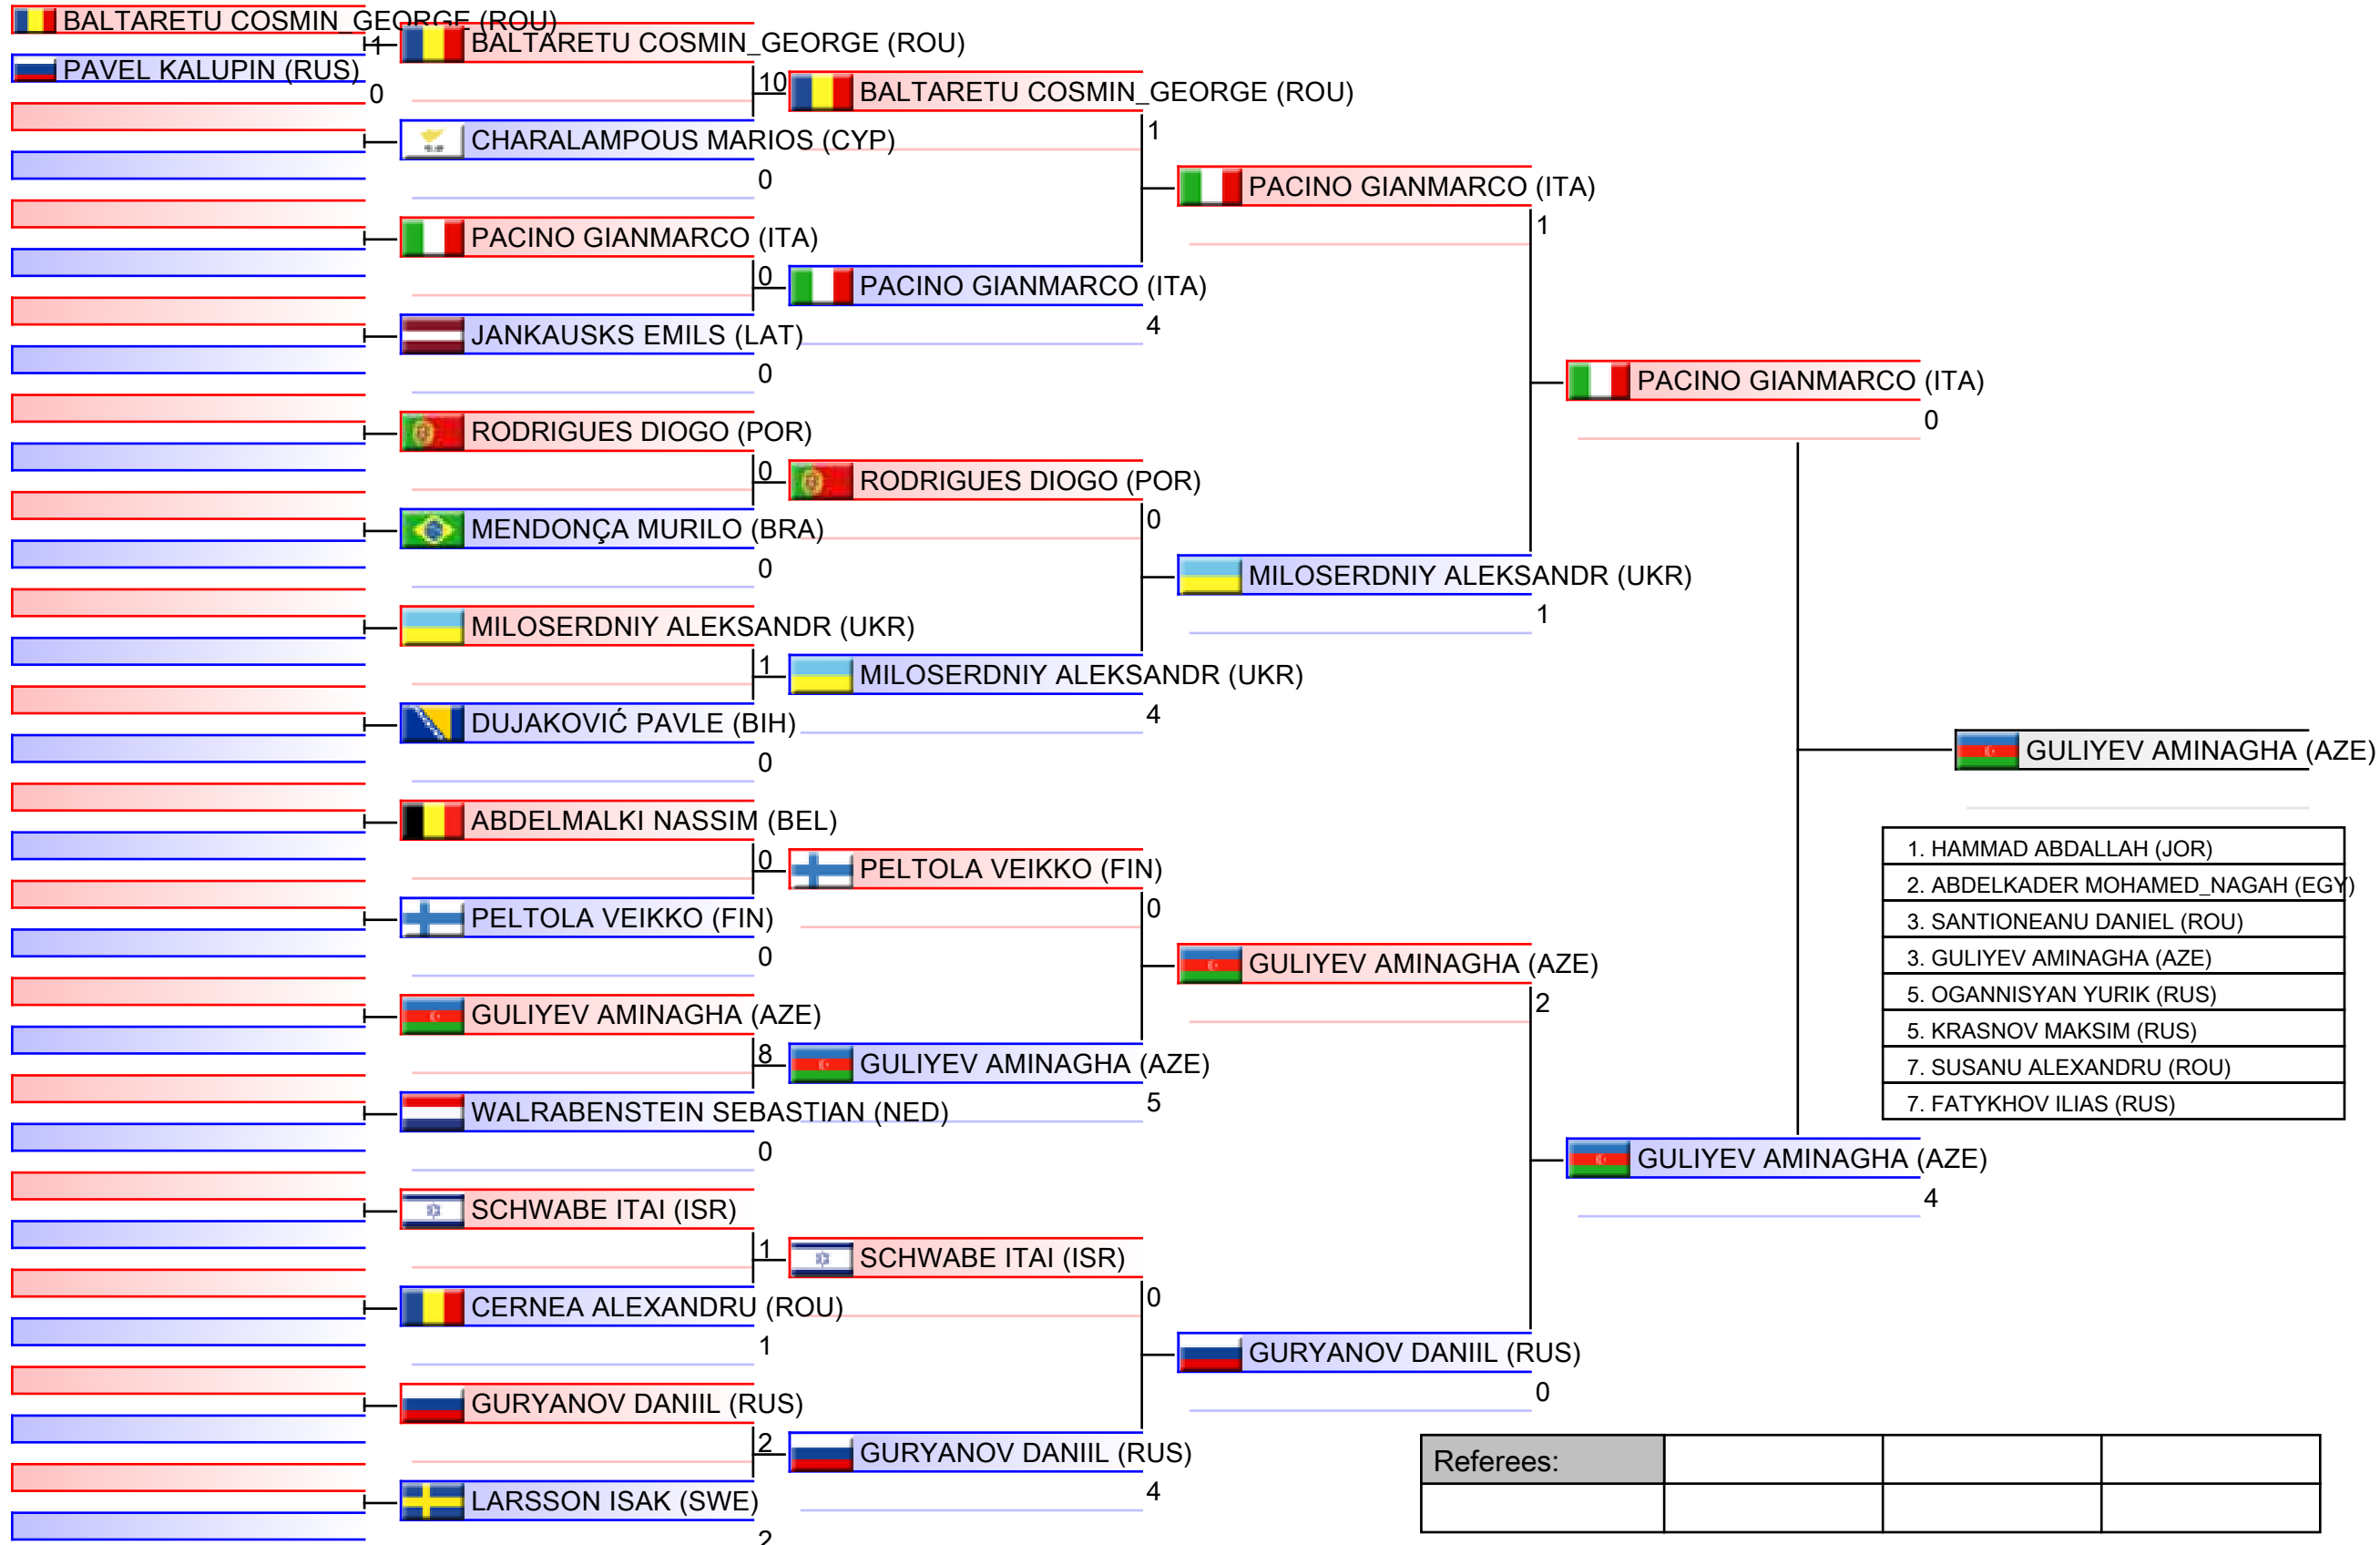 BALTARETU COSMIN_GEORGE (ROU)
1
PAVEL KALUPIN (RUS)
0
BALTARETU COSMIN_GEORGE (ROU)
10
CHARALAMPOUS MARIOS (CYP)
0
PACINO GIANMARCO (ITA)
0
JANKAUSKS EMILS (LAT)
0
RODRIGUES DIOGO (POR)
0
MENDONÇA MURILO (BRA)
0
MILOSERDNIY ALEKSANDR (UKR)
1
DUJAKOVIĆ PAVLE (BIH)
0
ABDELMALKI NASSIM (BEL)
0
PELTOLA VEIKKO (FIN)
0
GULIYEV AMINAGHA (AZE)
8
WALRABENSTEIN SEBASTIAN (NED)
0
SCHWABE ITAI (ISR)
1
CERNEA ALEXANDRU (ROU)
1
GURYANOV DANIIL (RUS)
2
LARSSON ISAK (SWE)
2
BALTARETU COSMIN_GEORGE (ROU)
1
PACINO GIANMARCO (ITA)
4
RODRIGUES DIOGO (POR)
0
MILOSERDNIY ALEKSANDR (UKR)
4
PELTOLA VEIKKO (FIN)
0
GULIYEV AMINAGHA (AZE)
5
SCHWABE ITAI (ISR)
0
GURYANOV DANIIL (RUS)
4
PACINO GIANMARCO (ITA)
1
MILOSERDNIY ALEKSANDR (UKR)
1
GULIYEV AMINAGHA (AZE)
2
GURYANOV DANIIL (RUS)
0
PACINO GIANMARCO (ITA)
0
GULIYEV AMINAGHA (AZE)
4
GULIYEV AMINAGHA (AZE)
1. HAMMAD ABDALLAH (JOR)
2. ABDELKADER MOHAMED_NAGAH (EGY)
3. SANTIONEANU DANIEL (ROU)
3. GULIYEV AMINAGHA (AZE)
5. OGANNISYAN YURIK (RUS)
5. KRASNOV MAKSIM (RUS)
7. SUSANU ALEXANDRU (ROU)
7. FATYKHOV ILIAS (RUS)
Referees: